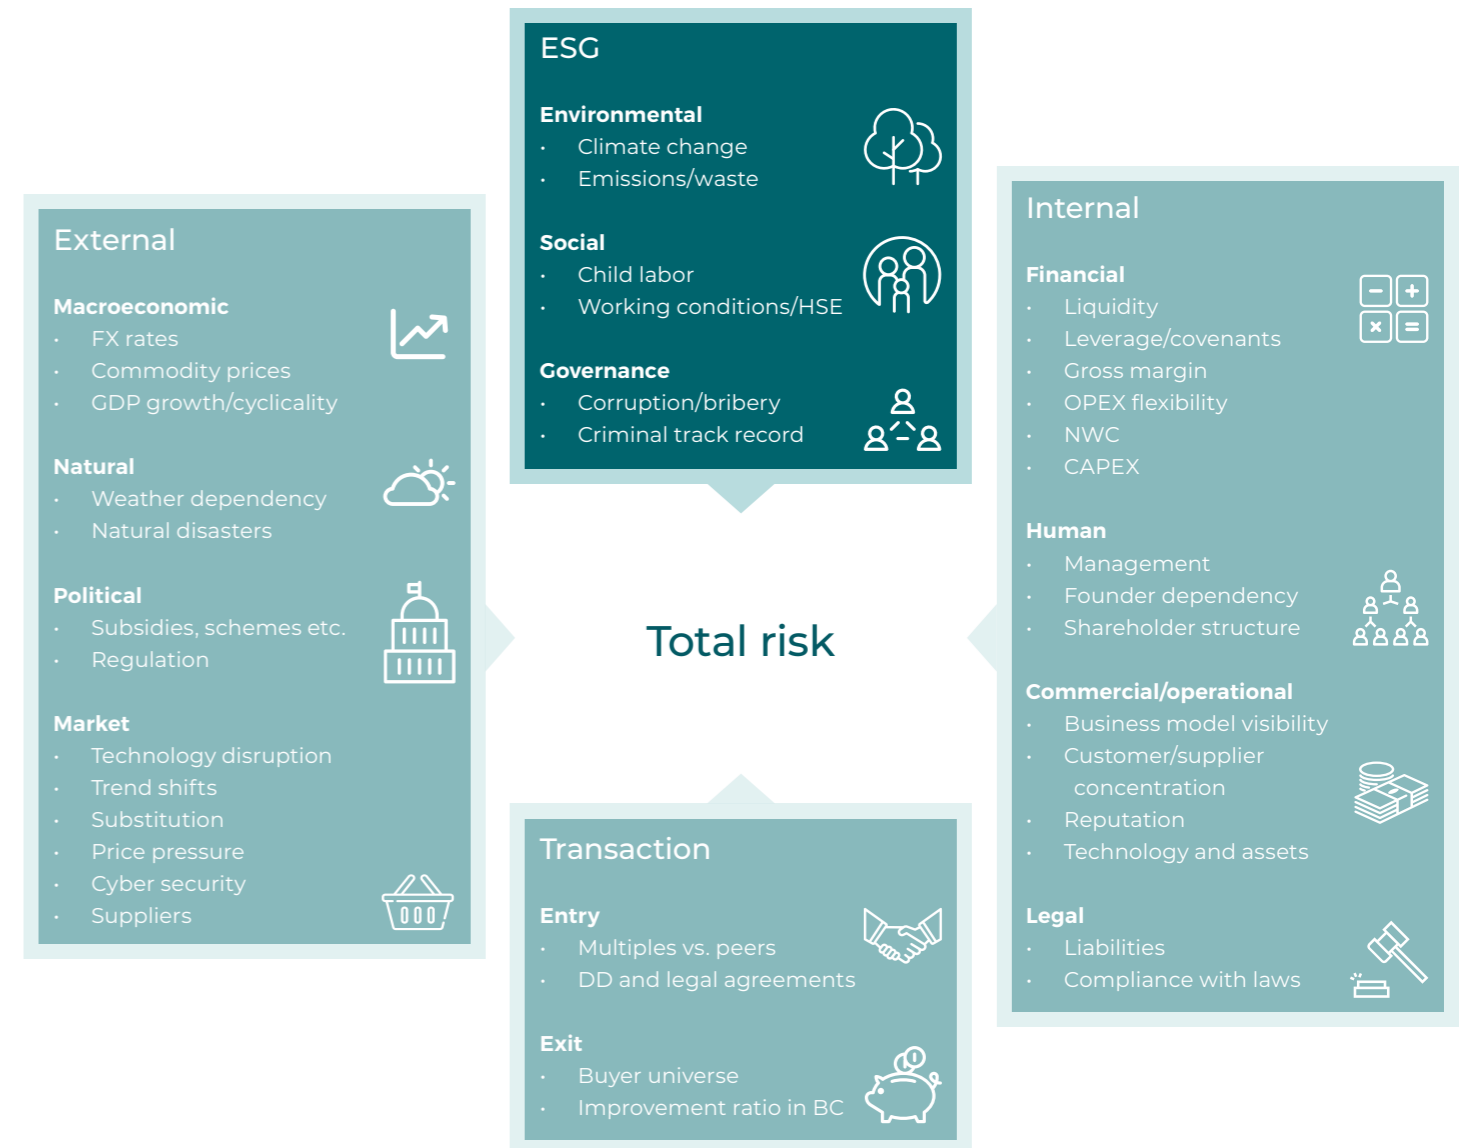 ESG
Environmental
· Climate change
· Emissions/waste
Social
· Child labor
· Working conditions/HSE
Governance
· Corruption/bribery
· Criminal track record
External
Macroeconomic
· FX rates
· Commodity prices
· GDP growth/cyclicality
Natural
· Weather dependency
· Natural disasters
Political
· Subsidies, schemes etc.
· Regulation
Market
· Technology disruption
· Trend shifts
· Substitution
· Price pressure
· Cyber security
· Suppliers
Total risk
Internal
Financial
· Liquidity
· Leverage/covenants
· Gross margin
· OPEX flexibility
· NWC
· CAPEX
Human
· Management
· Founder dependency
· Shareholder structure
Commercial/operational
· Business model visibility
· Customer/supplier
concentration
· Reputation
· Technology and assets
Legal
· Liabilities
· Compliance with laws
Transaction
Entry
· Multiples vs. peers
· DD and legal agreements
Exit
· Buyer universe
· Improvement ratio in BC